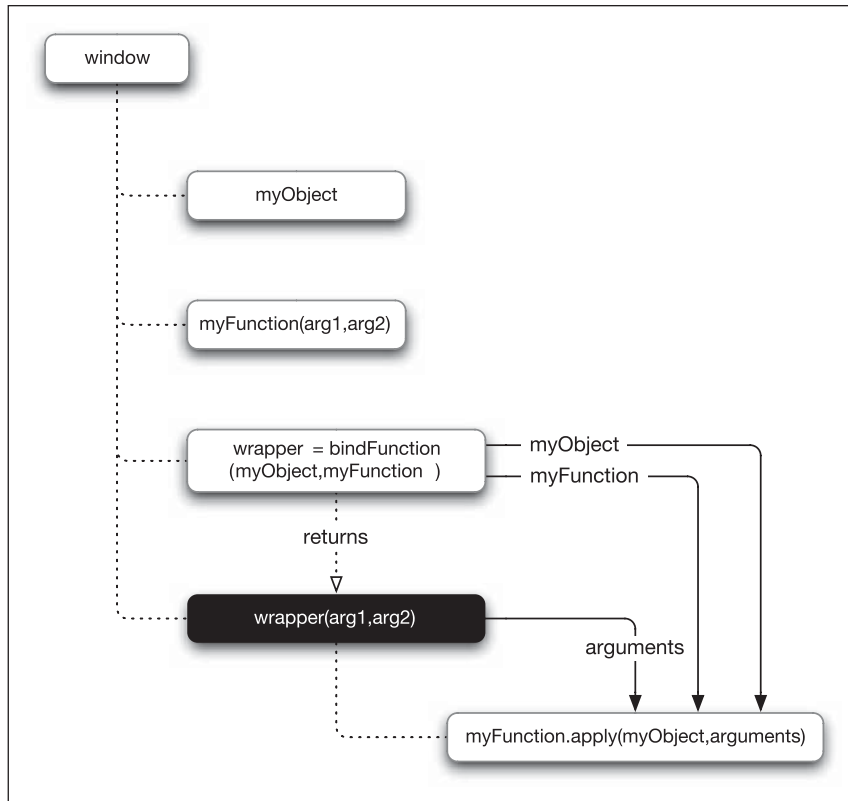 window
myObject
myFunction(arg1,arg2)
wrapper = bindFunction
(myObject,myFunction )
myObject
myFunction
returns
wrapper(arg1,arg2)
arguments
myFunction.apply(myObject,arguments)